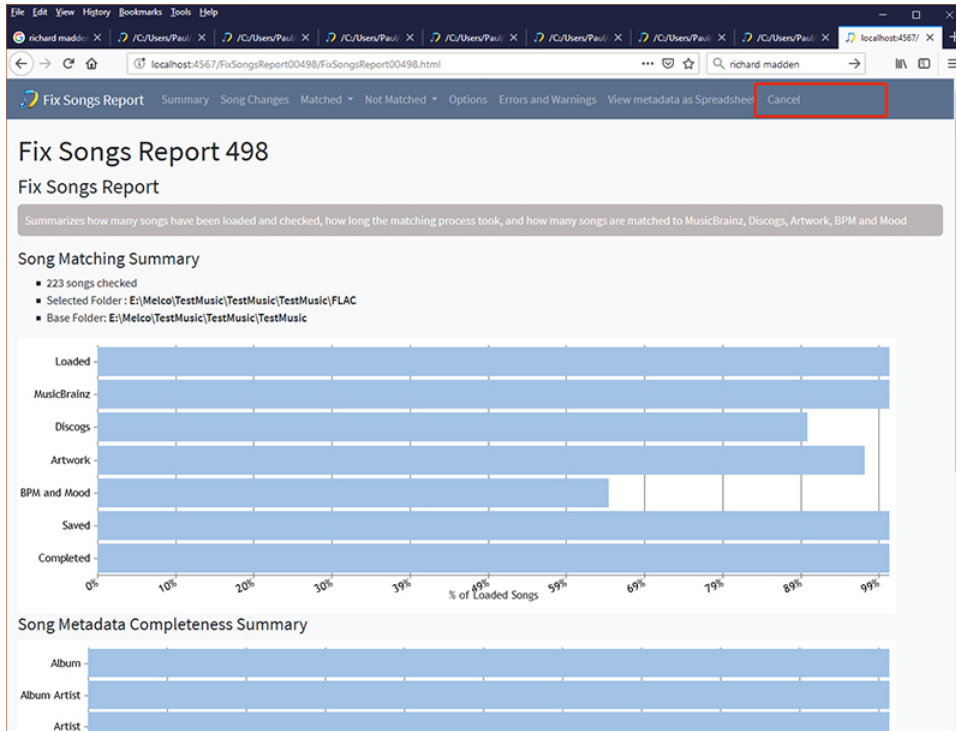 File Edit View History Bookmarks Tools Help
richard madden /C:/Users/Paul/ /C:/Users/Paul/ /C:/Users/Paul/ /C:/Users/Paul/ /C:/Users/Paul/ /C:/Users/Paul/ /C:/Users/Paul/ localhost:4567/
localhost:4567/FixSongsReport00498/FixSongsReport00498.html richard madden
Fix Songs Report Summary Song Changes Matched Not Matched Options Errors and Warnings View metadata as Spreadsheet Cancel
Fix Songs Report 498
Fix Songs Report
Summarizes how many songs have been loaded and checked, how long the matching process took, and how many songs are matched to MusicBrainz, Discogs, Artwork, BPM and Mood
Song Matching Summary
223 songs checked
Selected Folder : E:\Melco\TestMusic\TestMusic\TestMusic\FLAC
Base Folder: E:\Melco\TestMusic\TestMusic\TestMusic
Loaded
MusicBrainz
Discogs
Artwork
BPM and Mood
Saved
Completed
0% 10% 20% 30% 39% 49% 59% 69% 79% 89% 99%
% of Loaded Songs
Song Metadata Completeness Summary
Album
Album Artist
Artist